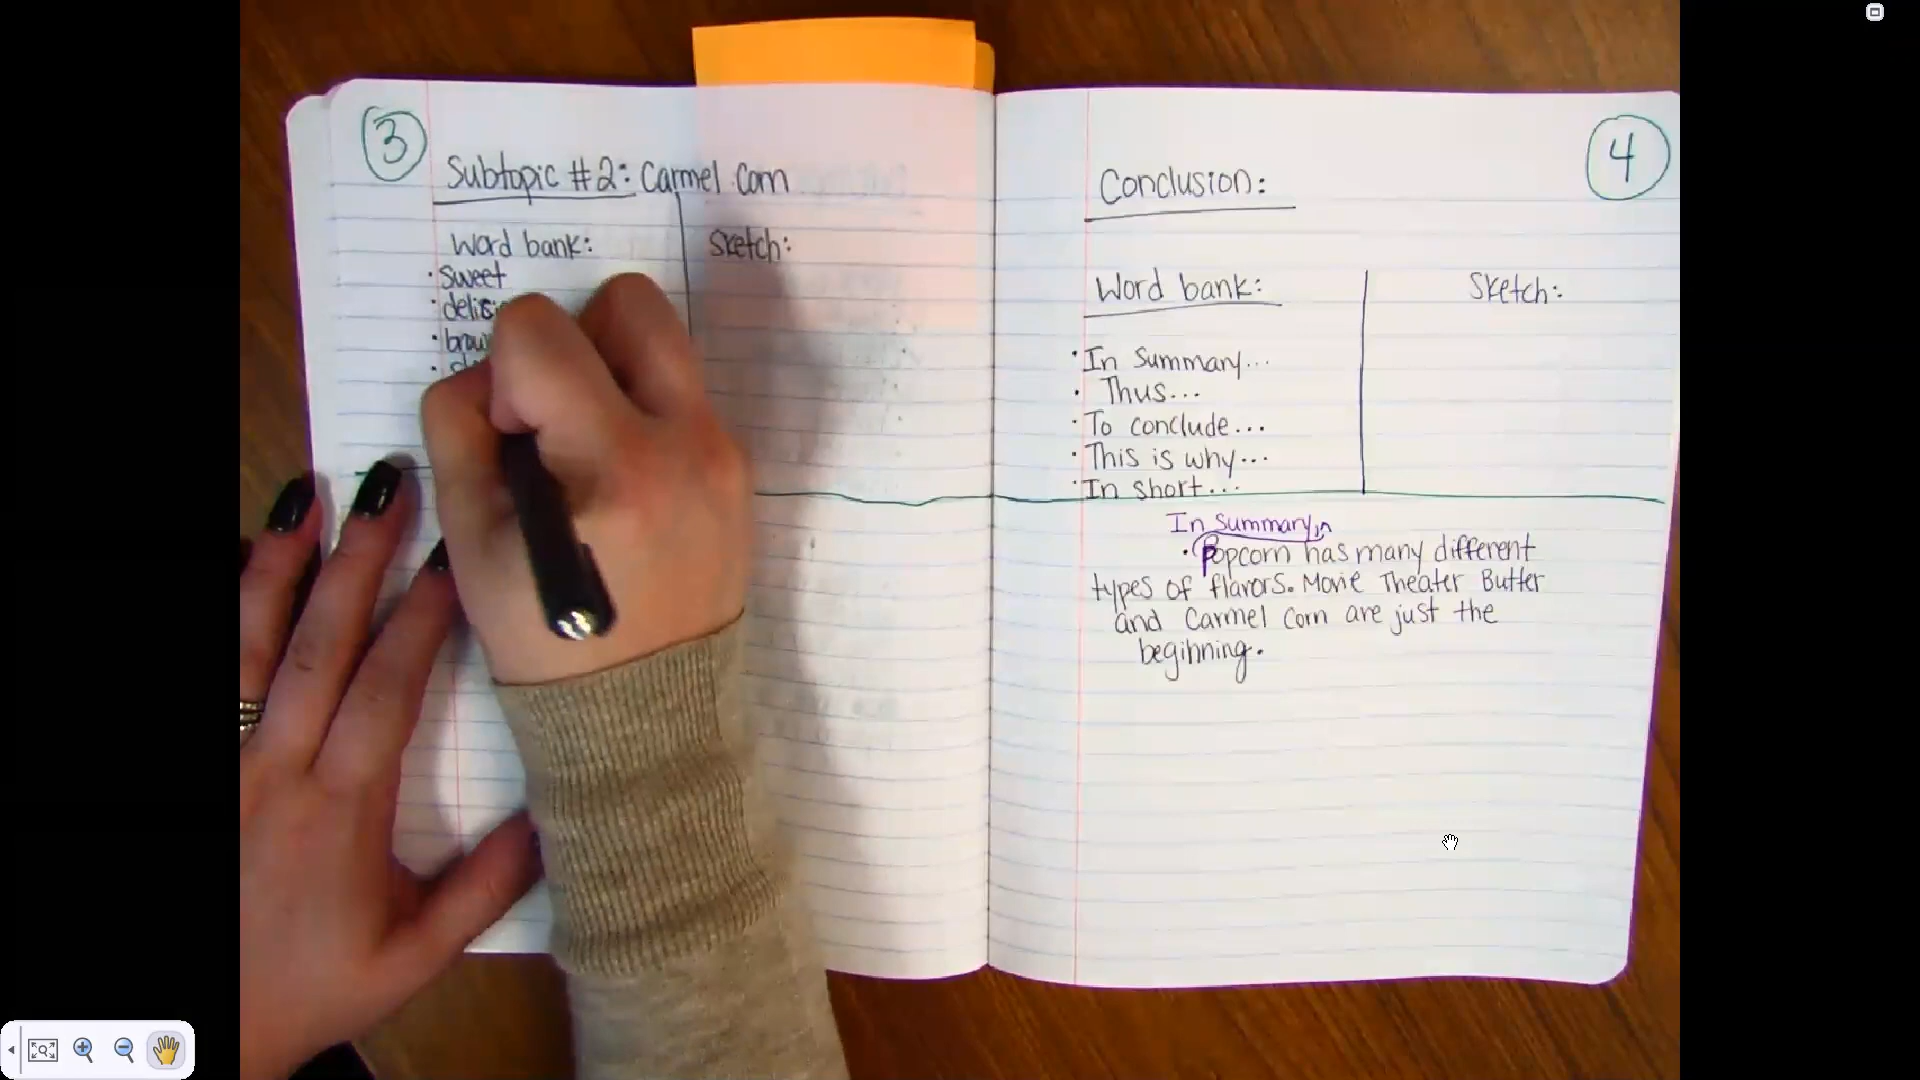 3
Subtopic #2: Carmel Corn
Word bank:
Sketch:
· sweet
4
Conclusion:
Word bank:
Sketch:
· In Summary...
· Thus...
· To conclude...
· This is why...
· In short...
In summary,
· Popcorn has many different
types of flavors. Movie Theater Butter
and Carmel Corn are just the
beginning.